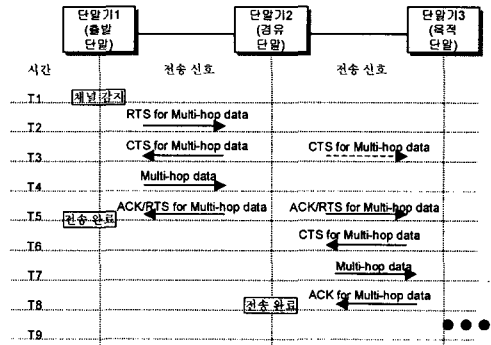 단말기1
(출발
단말)
단말기2
(경유
단말)
단말기3
(목적
단말)
시간
전송 신호
전송 신호
T1
채널 감지
RTS for Multi-hop data
T2
CTS for Multi-hop data
CTS for Multi-hop data
T3
Multi-hop data
T4
ACK/RTS for Multi-hop data
ACK/RTS for Multi-hop data
T5
전송 완료
CTS for Multi-hop data
T6
Multi-hop data
T7
ACK for Multi-hop data
T8
전송 완료
T9